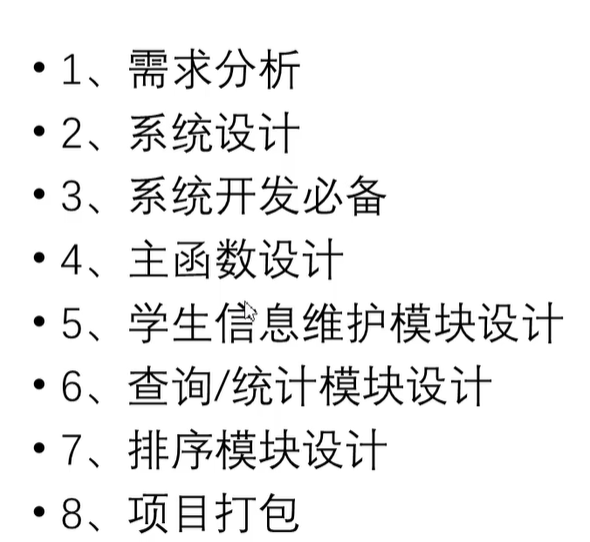 • 1、需求分析
• 2、系统设计
• 3、系统开发必备
• 4、主函数设计
• 5、学生信息维护模块设计
• 6、查询/统计模块设计
• 7、排序模块设计
• 8、项目打包